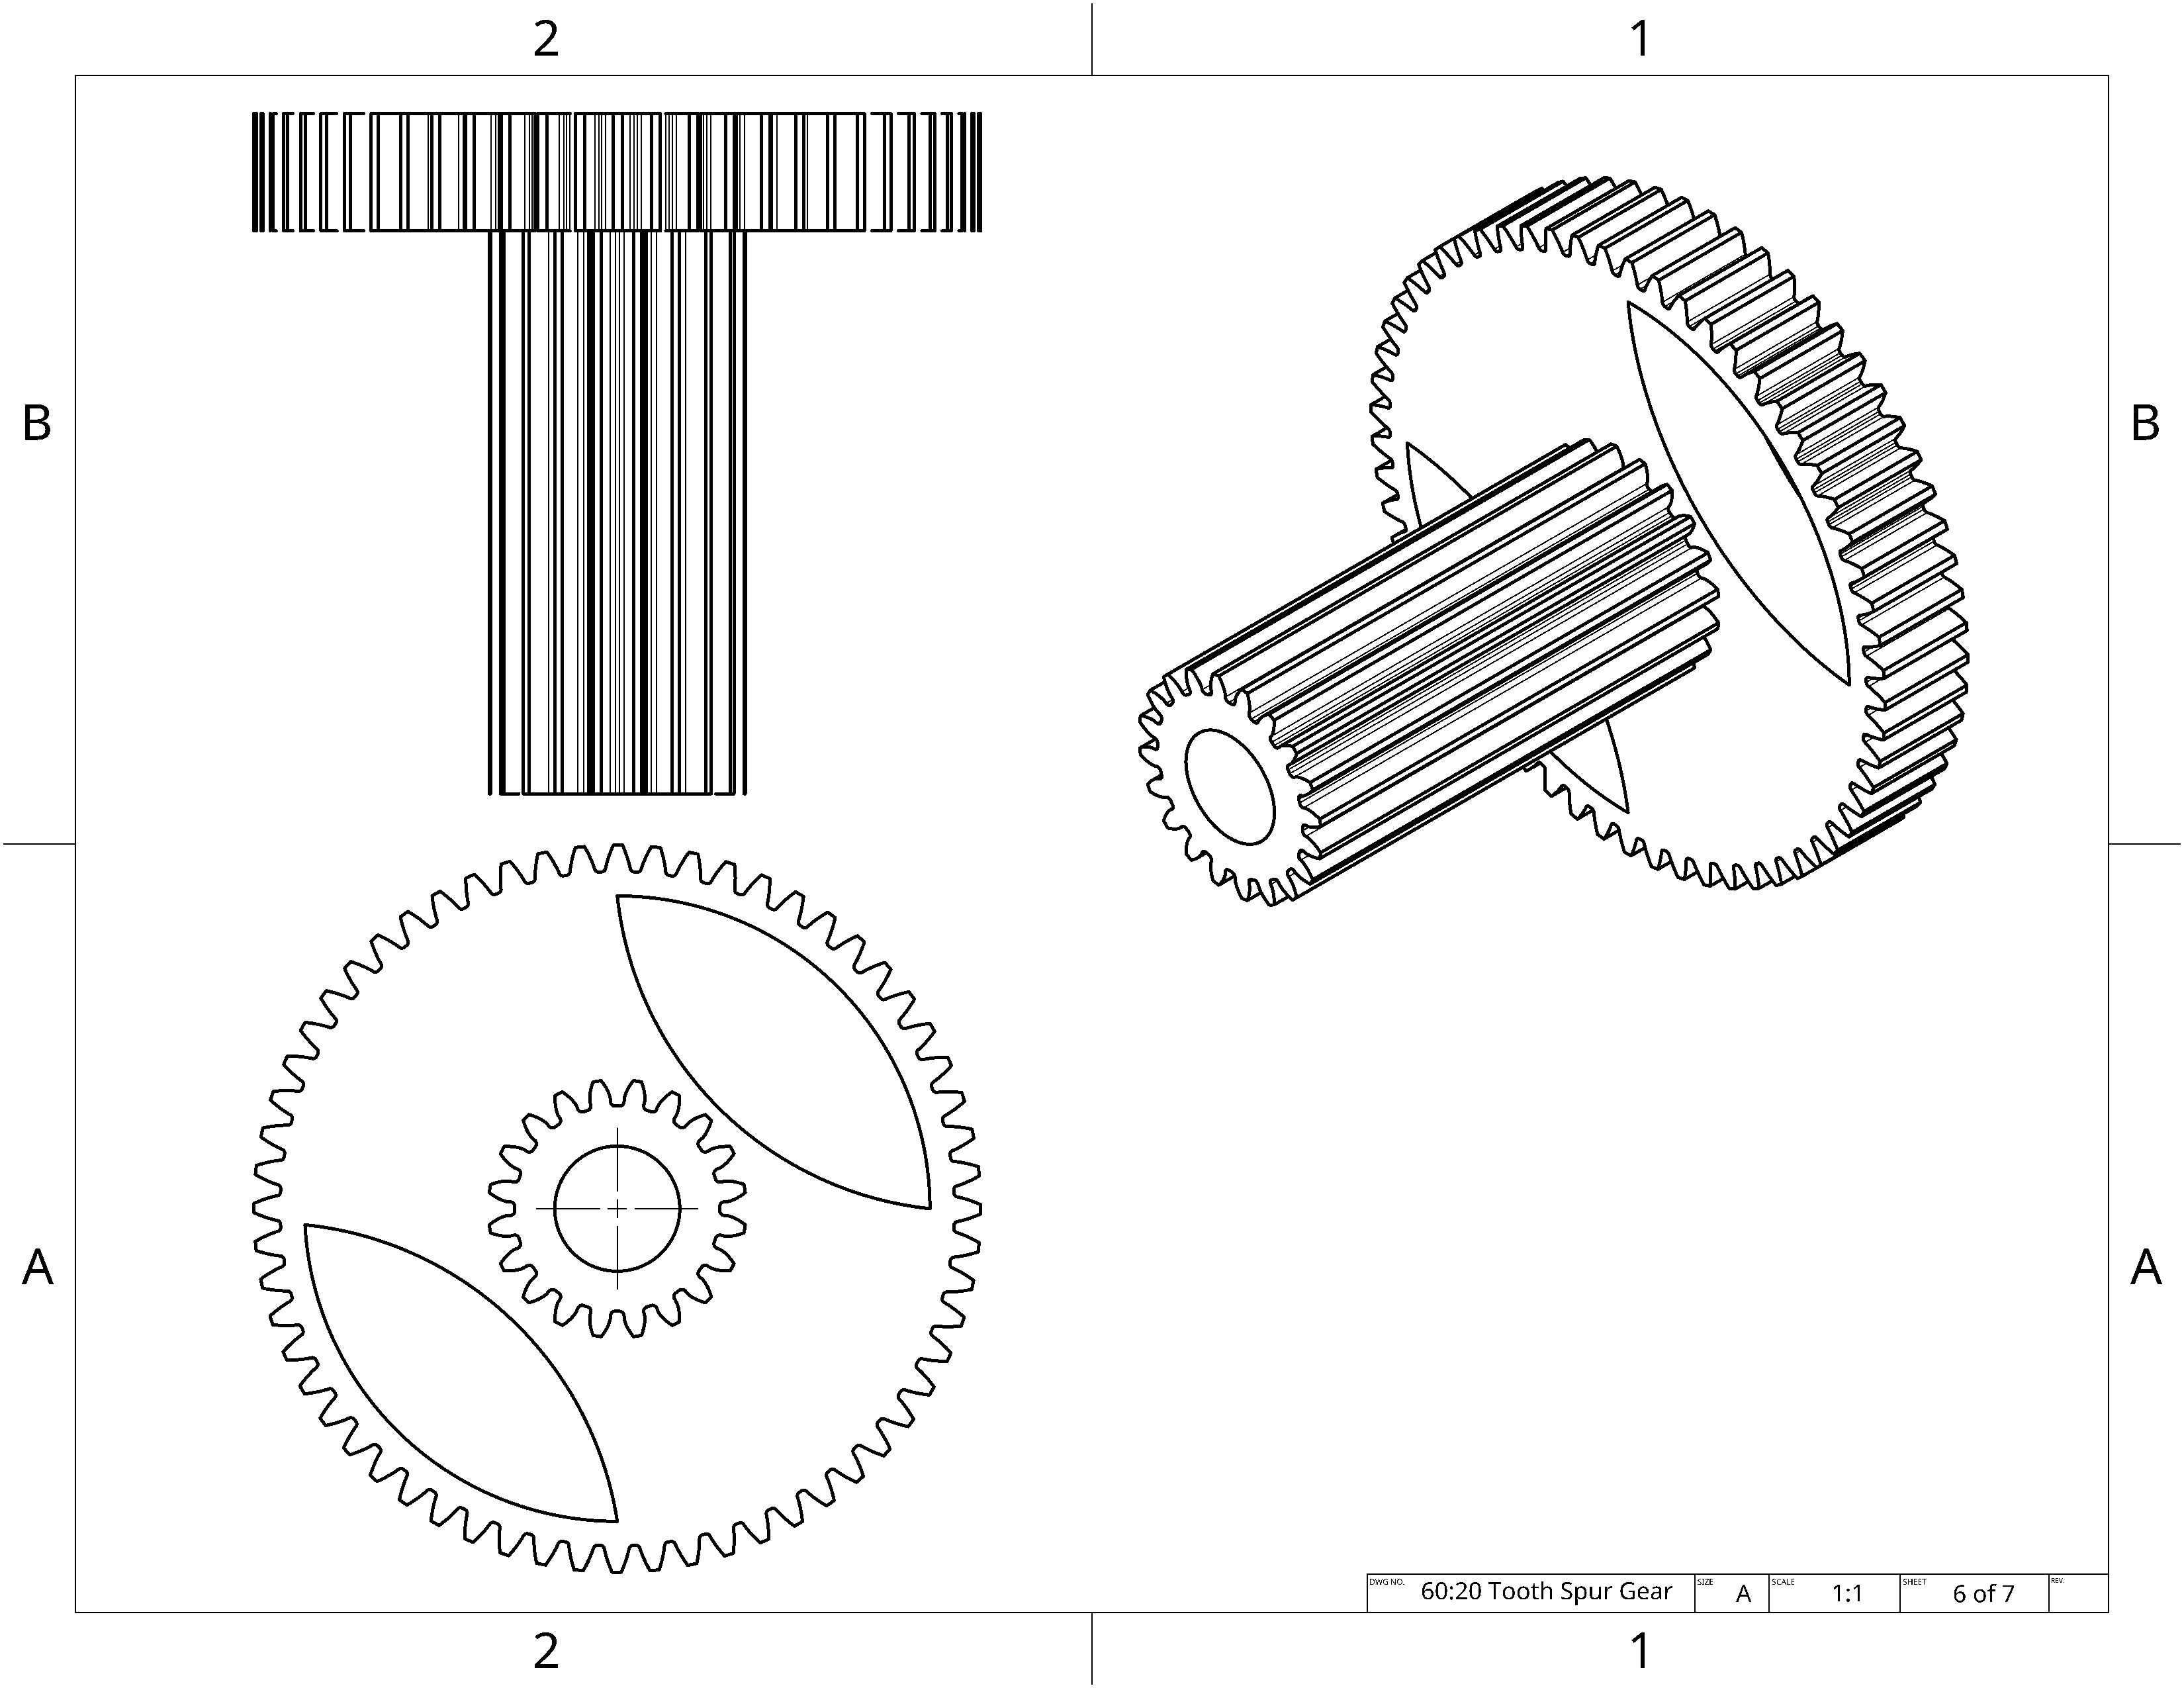 2 1
B B
A A
DWG NO. 60:20 Tooth Spur Gear SIZE A SCALE 1:1 SHEET 6 of 7 REV.
2 1